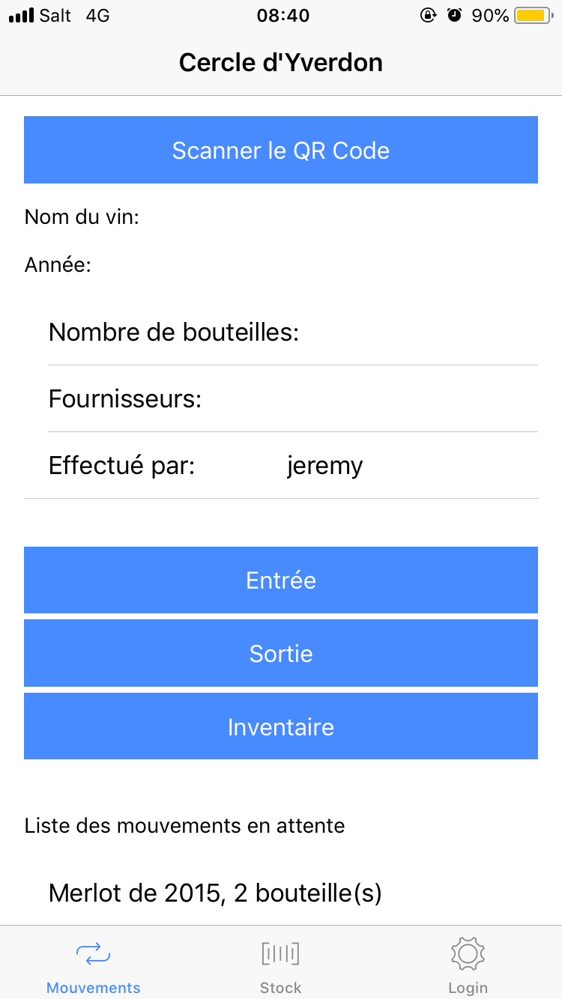 Salt 4G 08:40 90%
Cercle d'Yverdon
Scanner le QR Code
Nom du vin:
Année:
Nombre de bouteilles:
Fournisseurs:
Effectué par: jeremy
Entrée
Sortie
Inventaire
Liste des mouvements en attente
Merlot de 2015, 2 bouteille(s)
Mouvements Stock Login